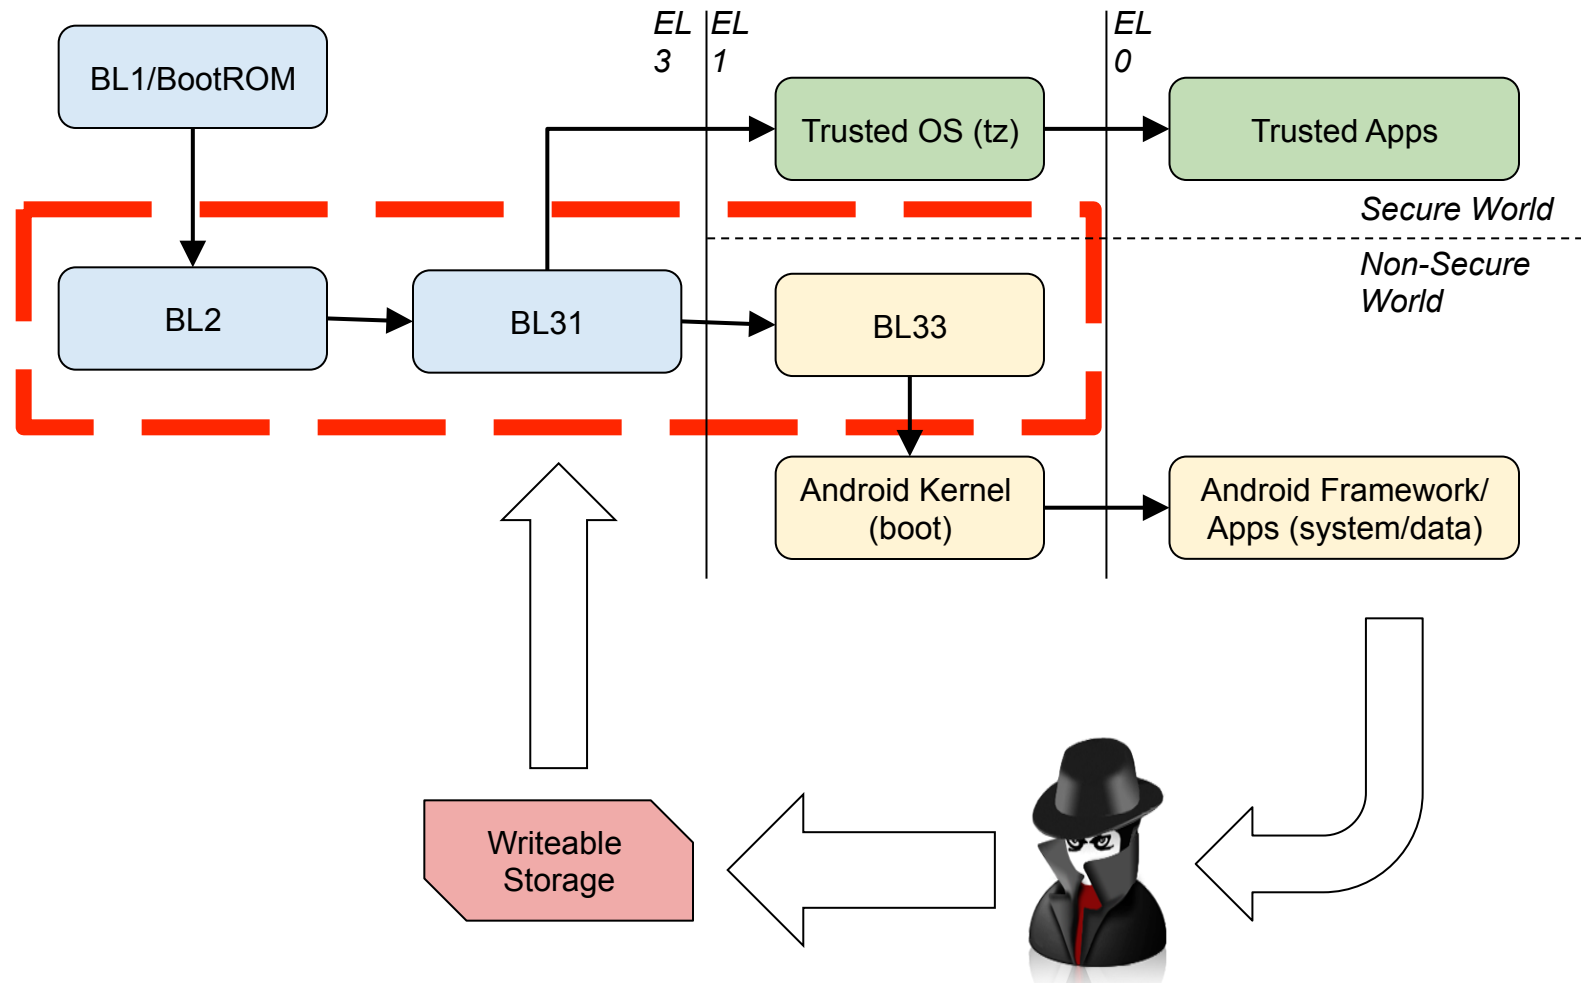 EL
3
EL
1
EL
0
BL1/BootROM
Trusted OS (tz)
Trusted Apps
Secure World
Non-Secure
World
BL2
BL31
BL33
Android Kernel
(boot)
Android Framework/
Apps (system/data)
Writeable
Storage